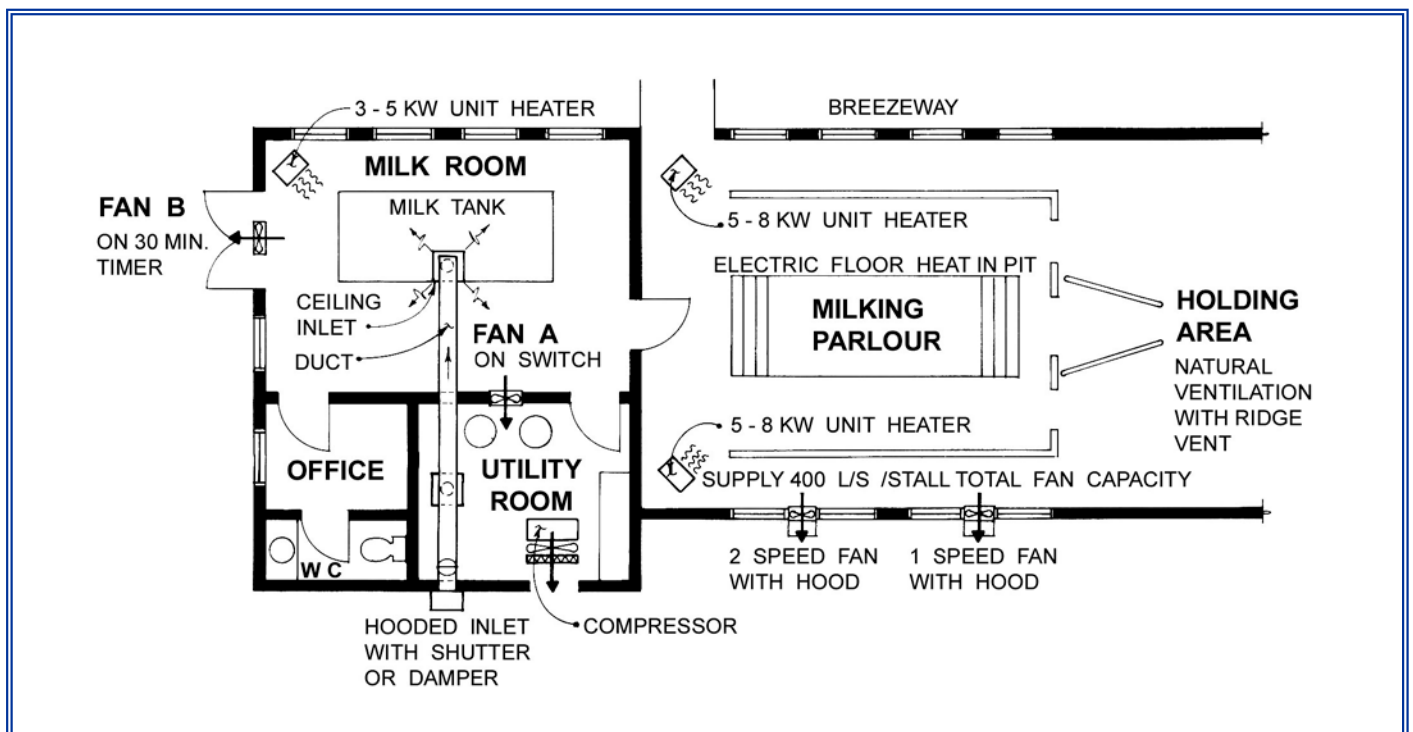 3 - 5 KW UNIT HEATER
BREEZEWAY
MILK ROOM
FAN B
ON 30 MIN.
TIMER
MILK TANK
5 - 8 KW UNIT HEATER
ELECTRIC FLOOR HEAT IN PIT
CEILING
INLET
DUCT
FAN A
ON SWITCH
MILKING
PARLOUR
HOLDING
AREA
NATURAL
VENTILATION
WITH RIDGE
VENT
5 - 8 KW UNIT HEATER
OFFICE
UTILITY
ROOM
SUPPLY 400 L/S /STALL TOTAL FAN CAPACITY
W C
2 SPEED FAN
WITH HOOD
1 SPEED FAN
WITH HOOD
HOODED INLET
WITH SHUTTER
OR DAMPER
COMPRESSOR